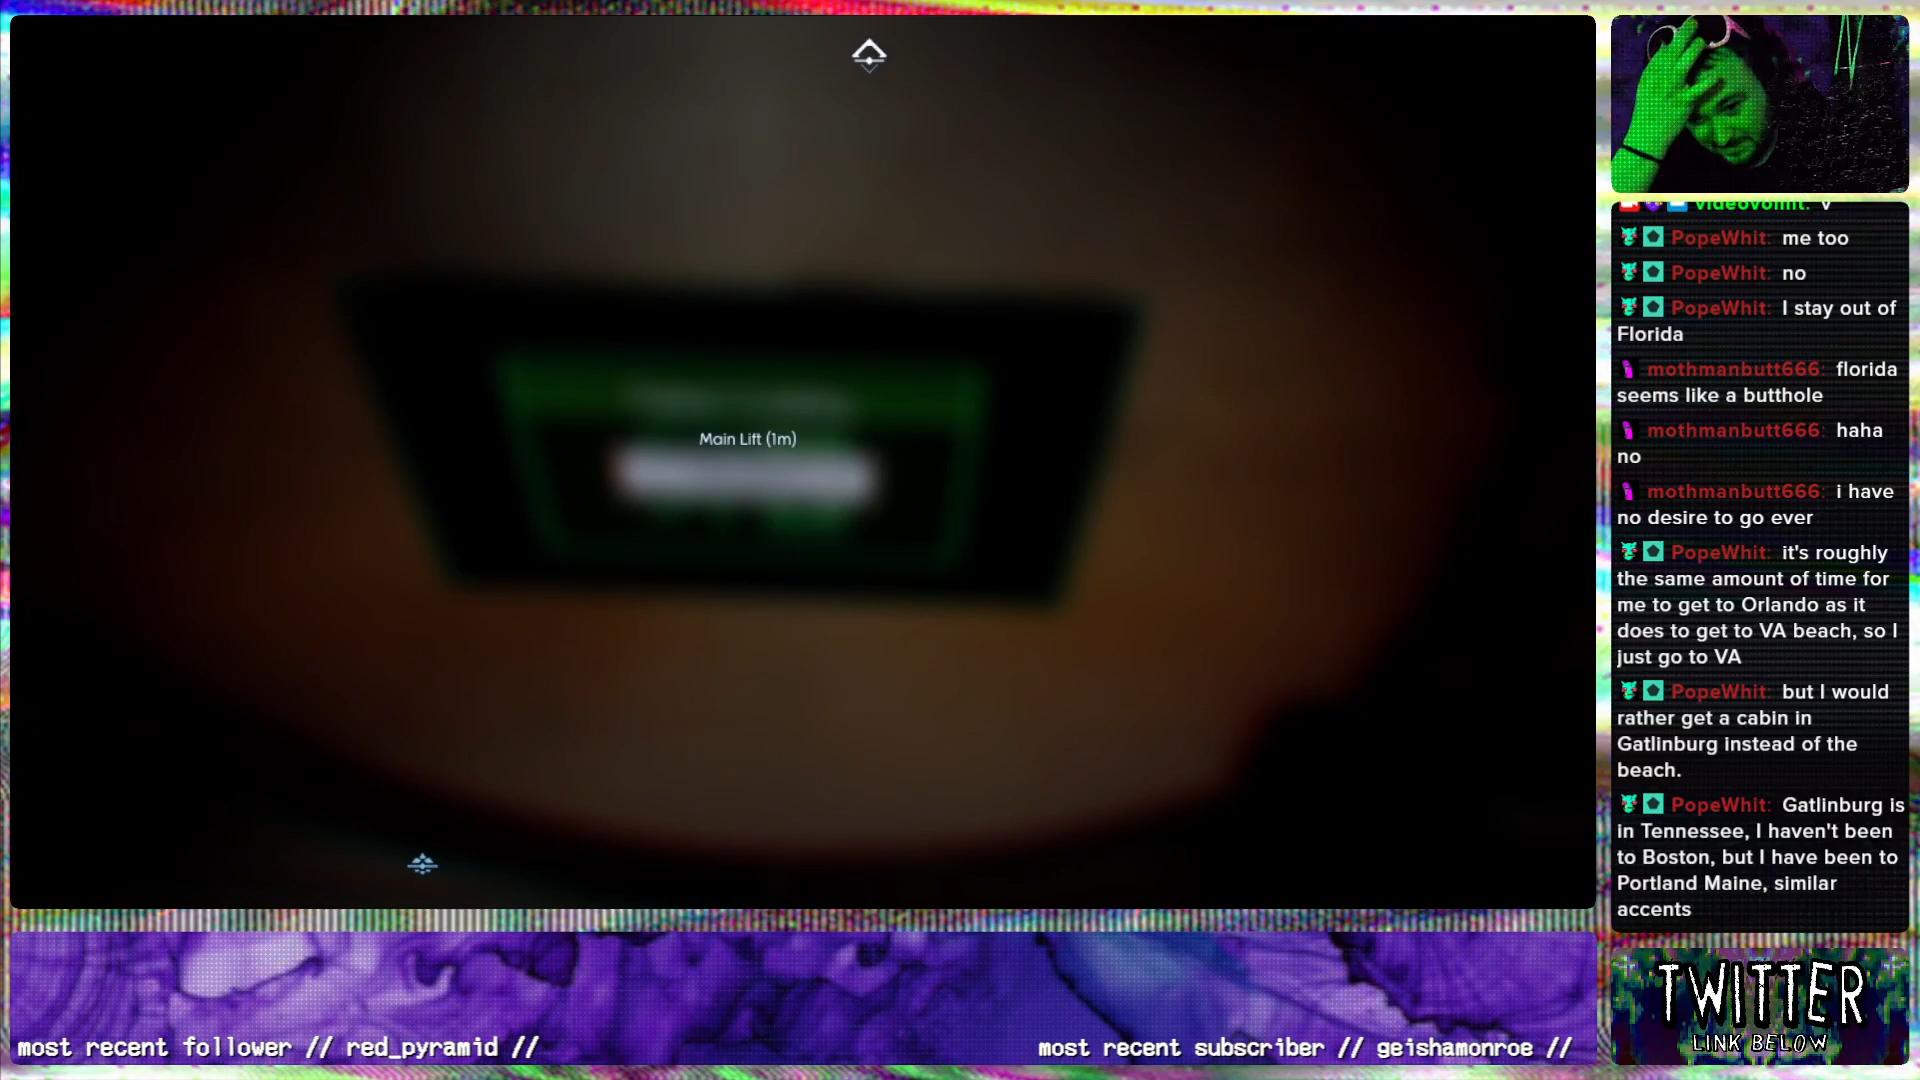 Main Lift (1m)
videovomit: v
PopeWhit: me too
PopeWhit: no
PopeWhit: I stay out of
Florida
mothmanbutt666: florida
seems like a butthole
mothmanbutt666: haha
no
mothmanbutt666: i have
no desire to go ever
PopeWhit: it's roughly
the same amount of time for
me to get to Orlando as it
does to get to VA beach, so I
just go to VA
PopeWhit: but I would
rather get a cabin in
Gatlinburg instead of the
beach.
PopeWhit: Gatlinburg is
in Tennessee, I haven't been
to Boston, but I have been to
Portland Maine, similar
accents
most recent follower // red_pyramid //
most recent subscriber // geishamonroe //
TWITTER
LINK BELOW